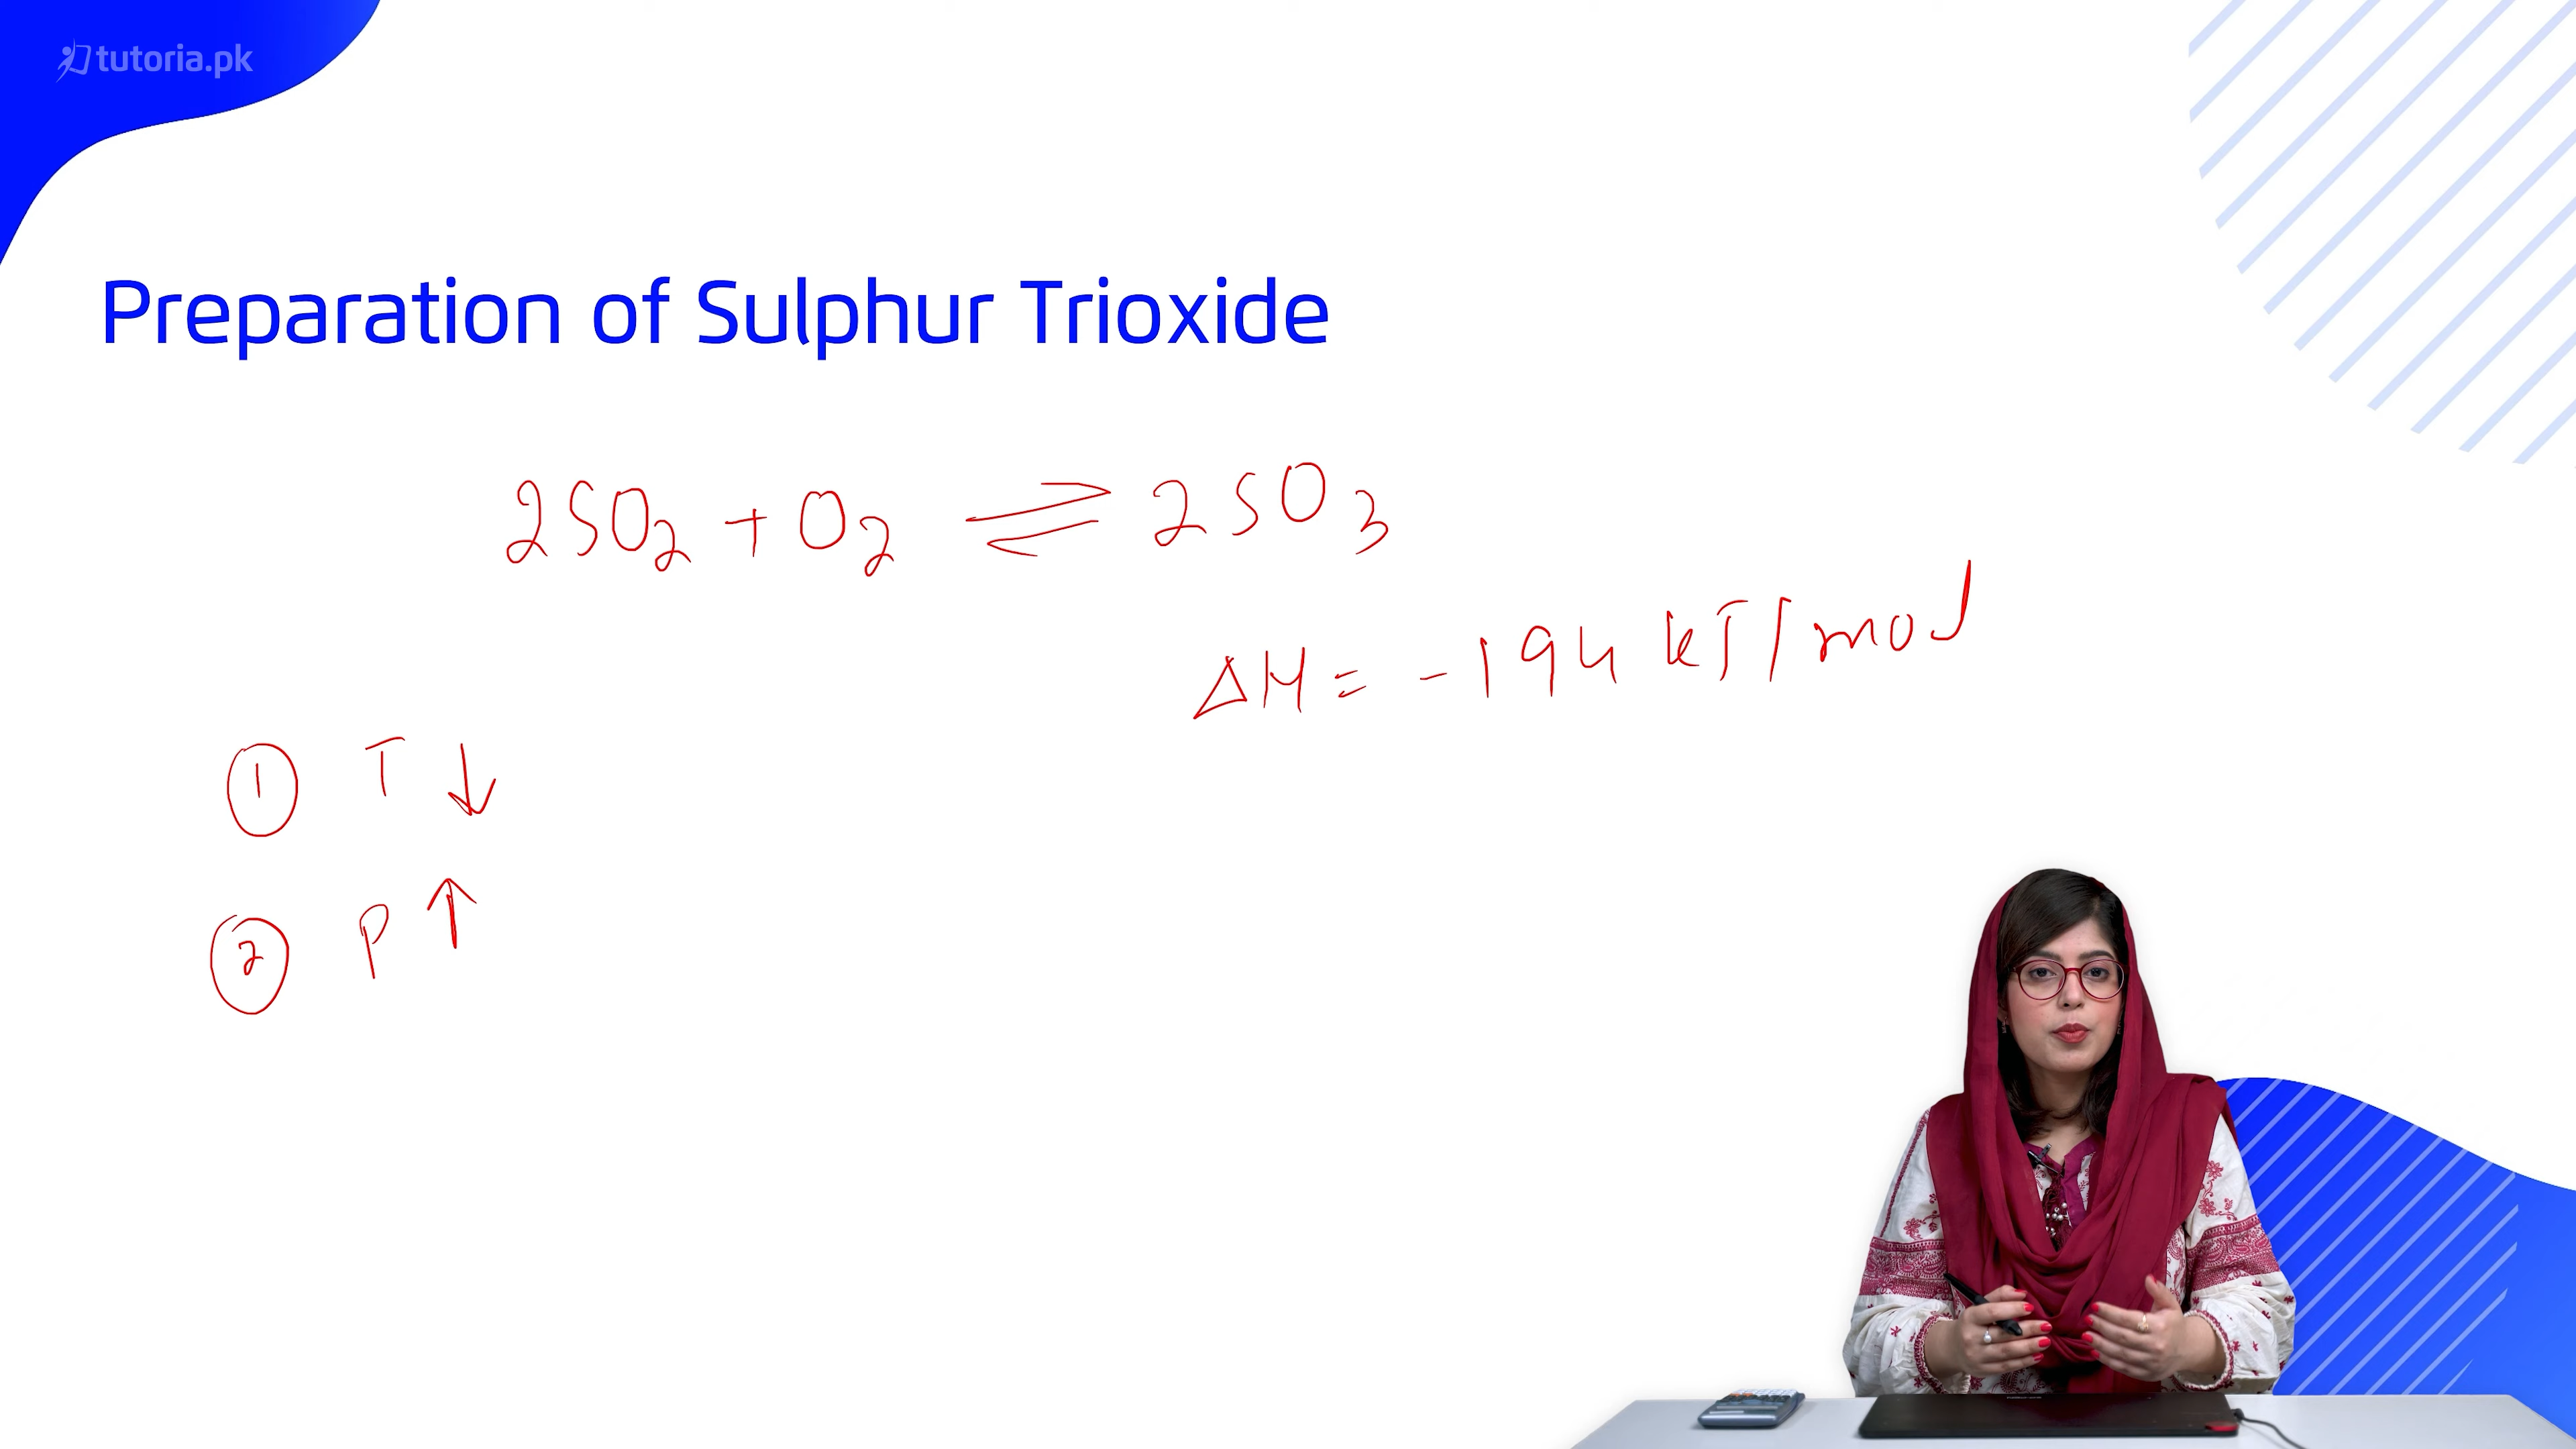 tutoria.pk
Preparation of Sulphur Trioxide
2SO₂ + O₂ ⇌ 2SO₃
ΔH = -194 kJ/mol
① T ↓
② P ↑